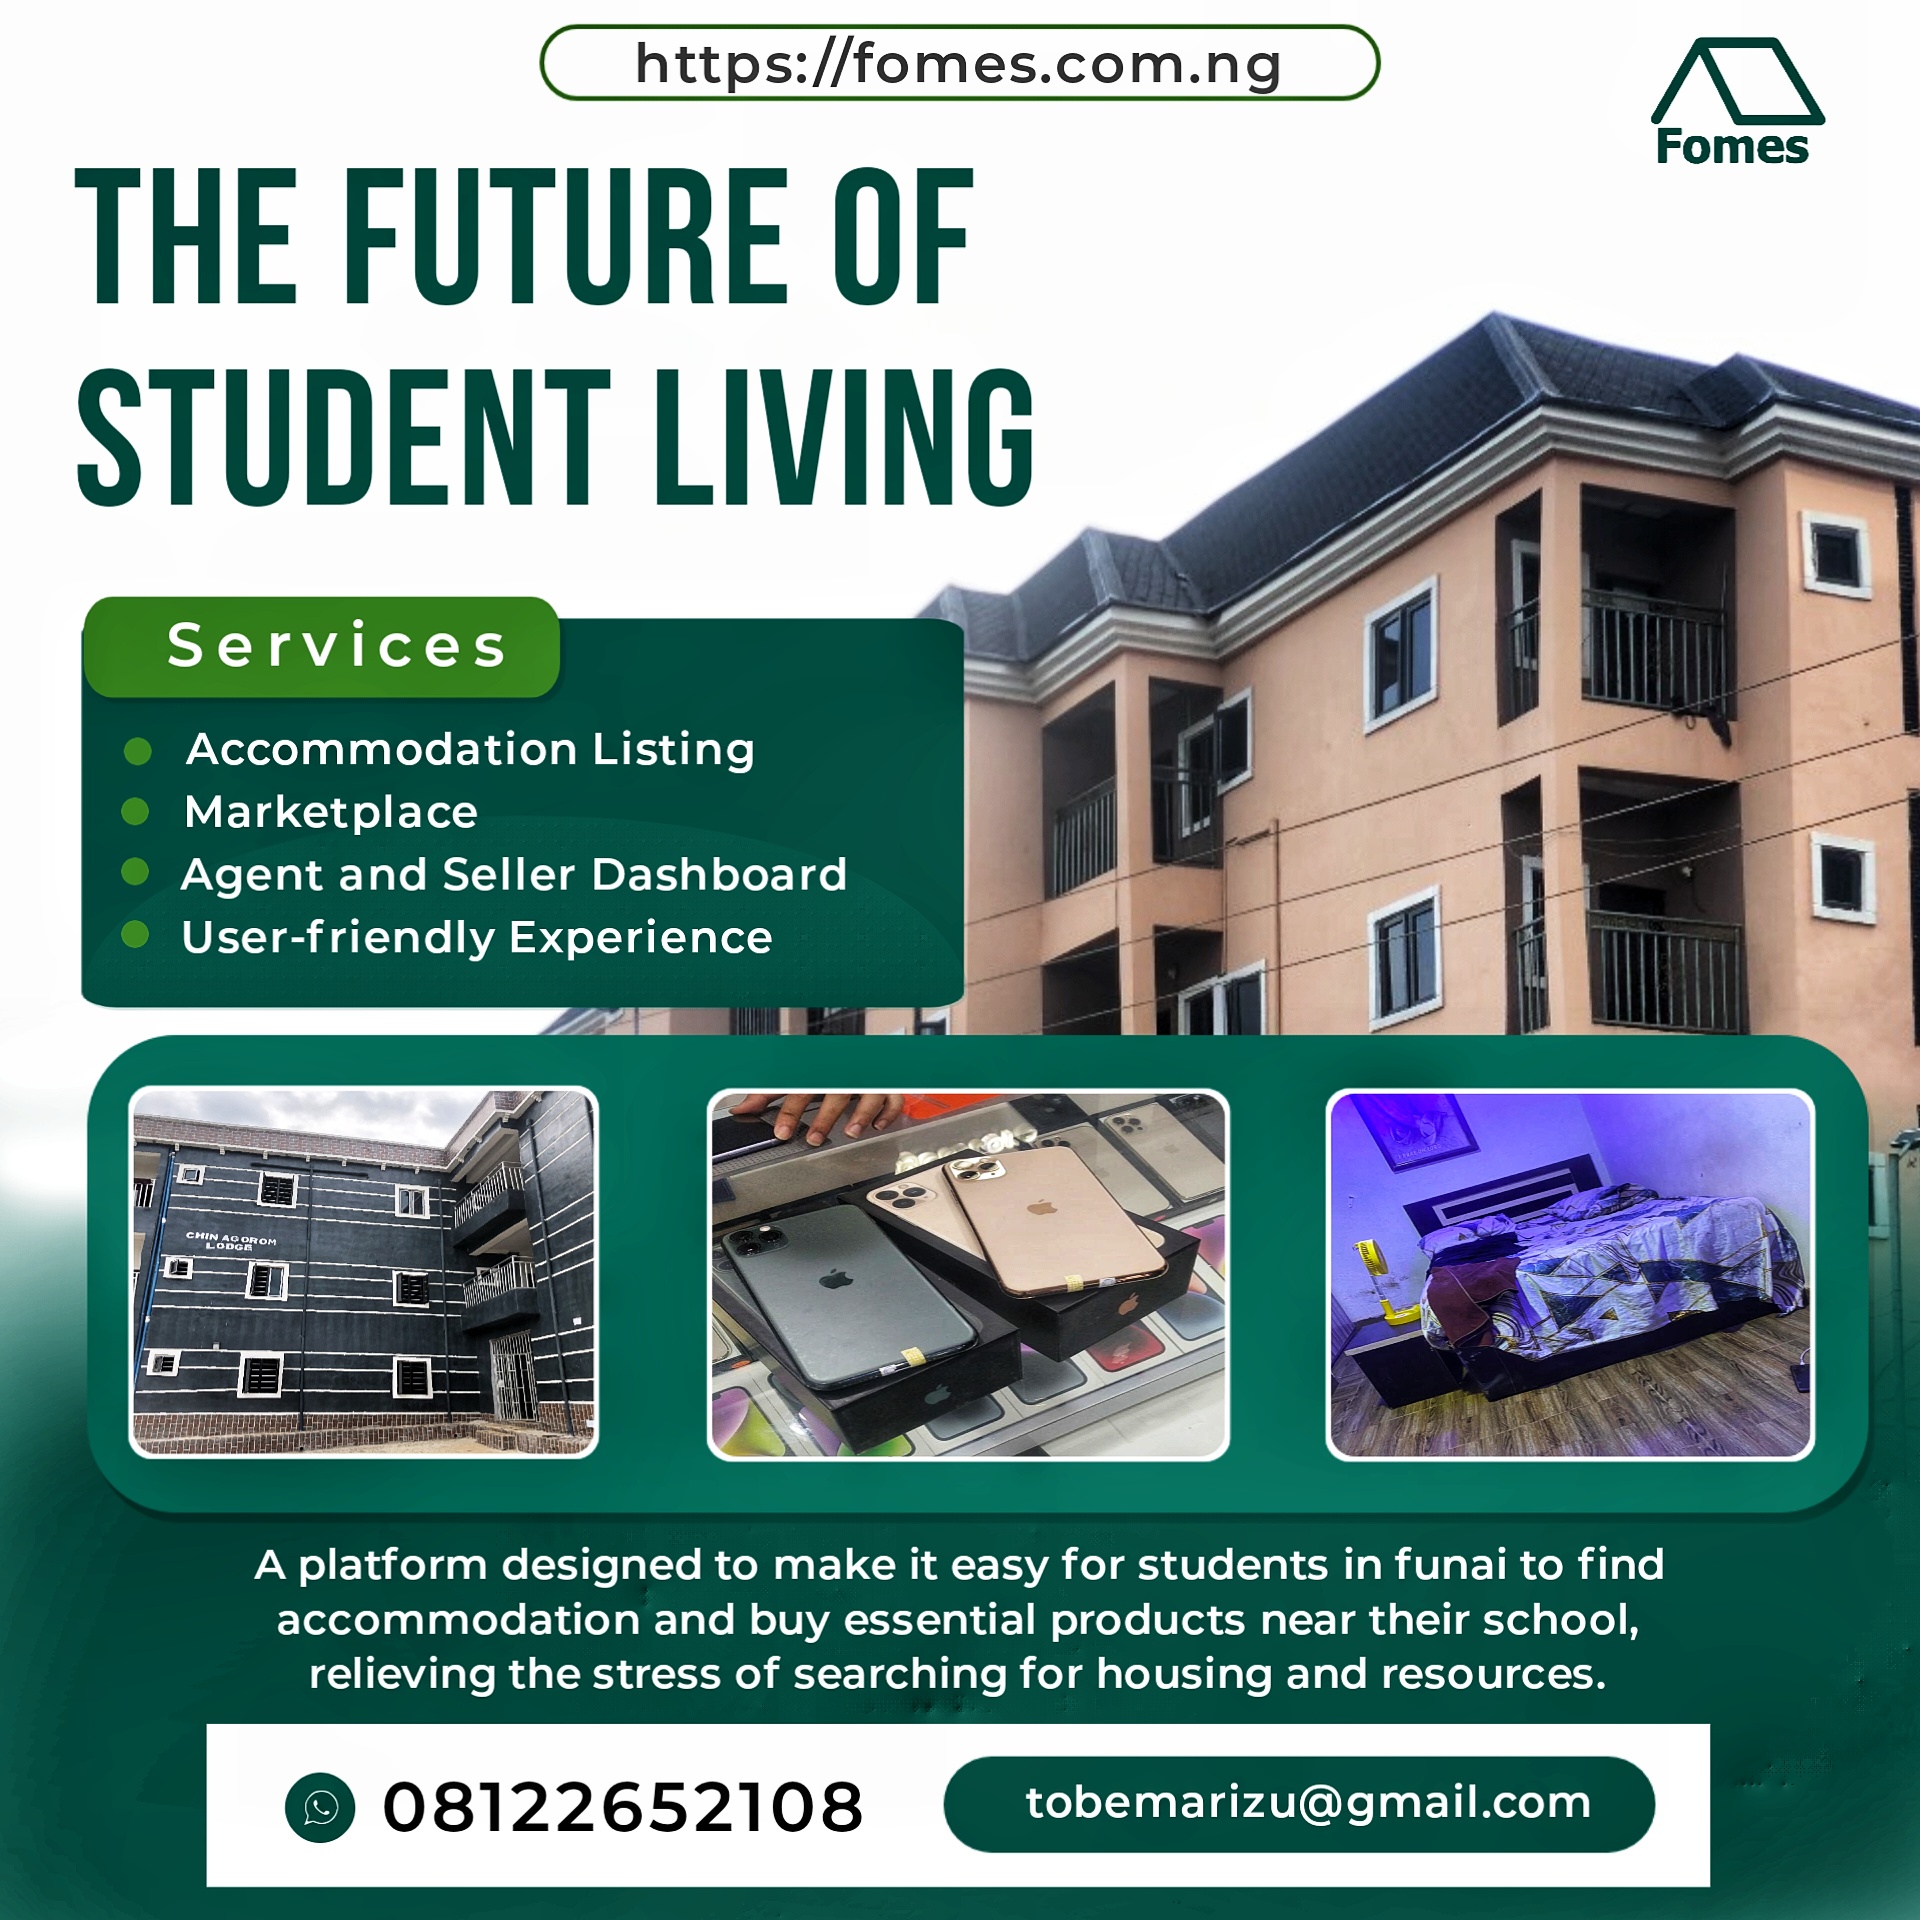 https://fomes.com.ng
Fomes
THE FUTURE OF
STUDENT LIVING
Services
Accommodation Listing
Marketplace
Agent and Seller Dashboard
User-friendly Experience
CHINAGOROM
LODGE
A platform designed to make it easy for students in funai to find
accommodation and buy essential products near their school,
relieving the stress of searching for housing and resources.
08122652108
tobemarizu@gmail.com